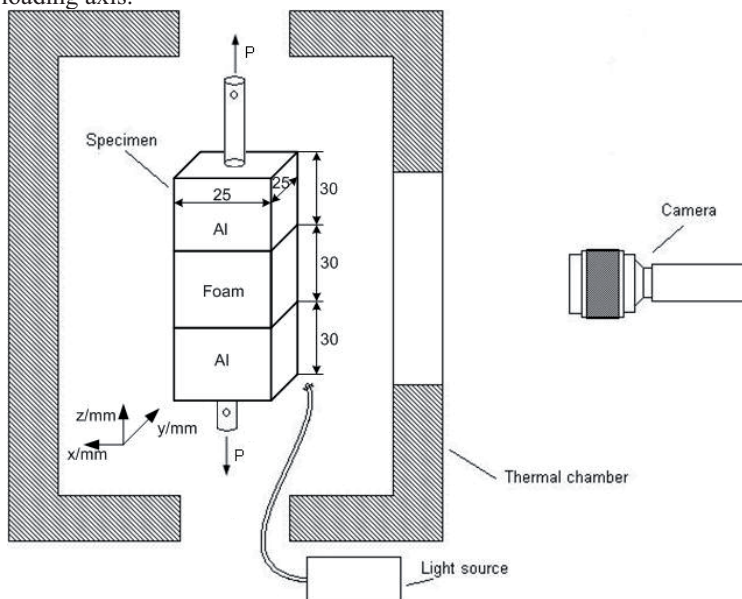 loading axis.
P
Specimen
25
25
30
Al
Camera
30
Foam
30
Al
z/mm
y/mm
x/mm
P
Thermal chamber
Light source